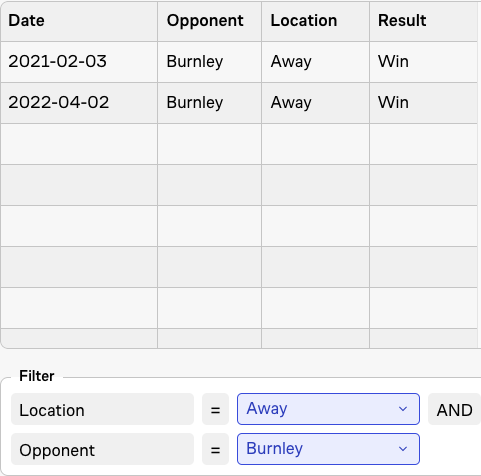 Date Opponent Location Result
2021-02-03 Burnley Away Win
2022-04-02 Burnley Away Win
Filter
Location = Away AND
Opponent = Burnley